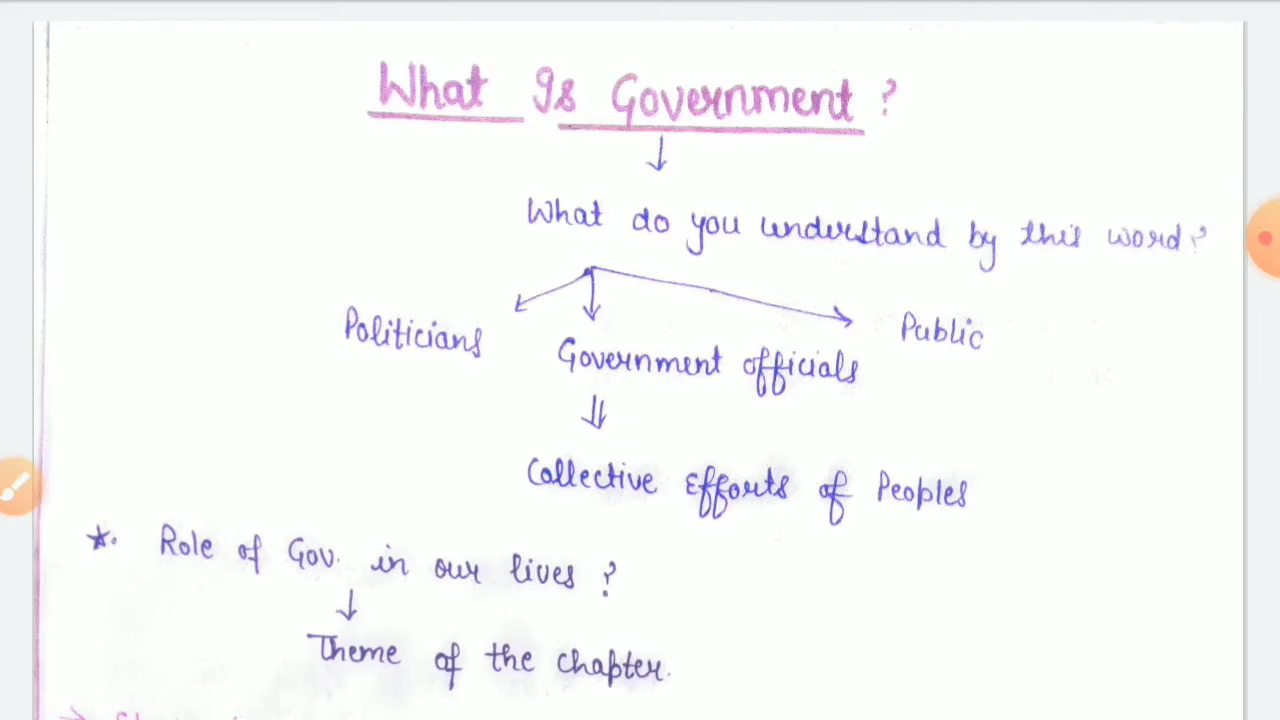 What Is Government ?
↓
What do you understand by this word?
Politicians
Government officials
Public
⇓
Collective Efforts of Peoples
★. Role of Gov. in our lives ?
↓
Theme of the chapter.